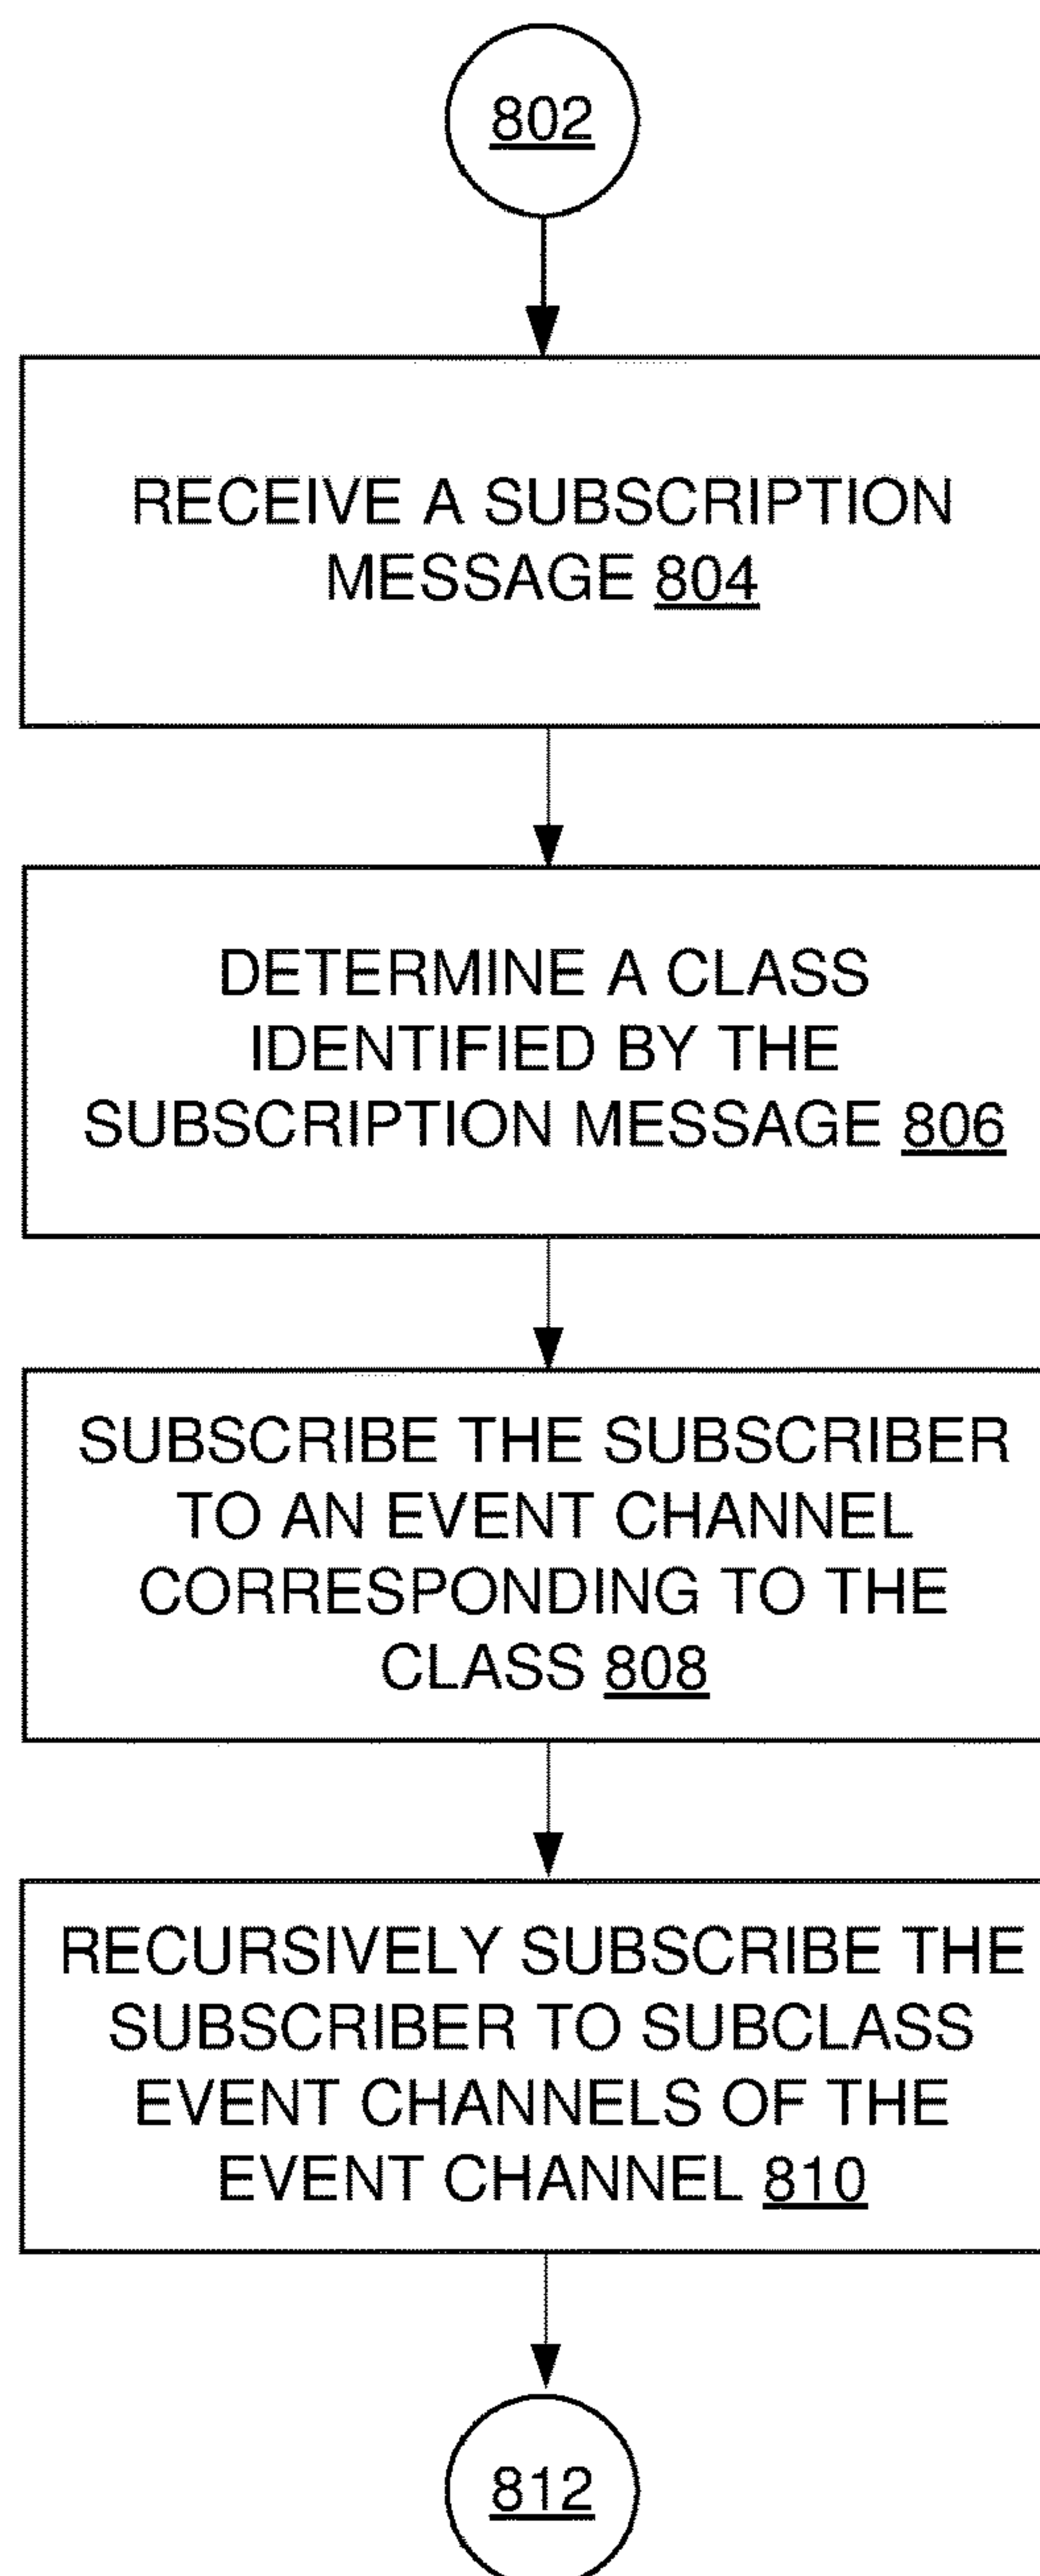 802
RECEIVE A SUBSCRIPTION
MESSAGE 804
DETERMINE A CLASS
IDENTIFIED BY THE
SUBSCRIPTION MESSAGE 806
SUBSCRIBE THE SUBSCRIBER
TO AN EVENT CHANNEL
CORRESPONDING TO THE
CLASS 808
RECURSIVELY SUBSCRIBE THE
SUBSCRIBER TO SUBCLASS
EVENT CHANNELS OF THE
EVENT CHANNEL 810
812